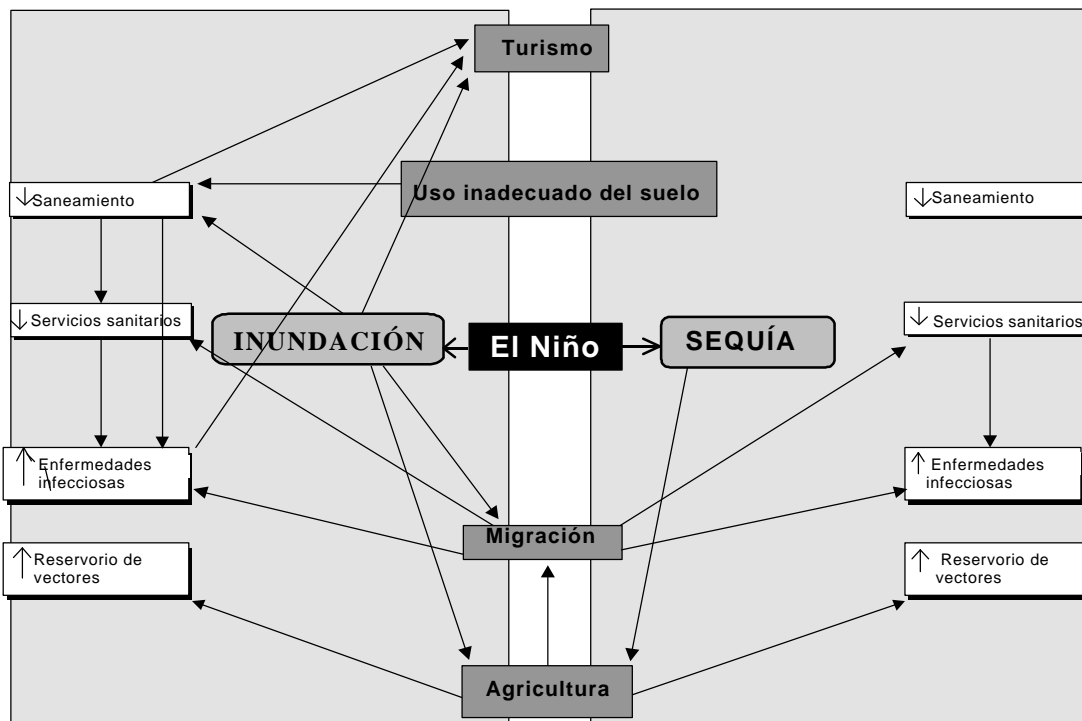 Turismo
Uso inadecuado del suelo
↓Saneamiento
↓Saneamiento
↓ Servicios sanitarios
INUNDACIÓN
El Niño
SEQUÍA
↓ Servicios sanitarios
↑ Enfermedades
infecciosas
↑ Enfermedades
infecciosas
Migración
↑ Reservorio de
vectores
↑ Reservorio de
vectores
Agricultura